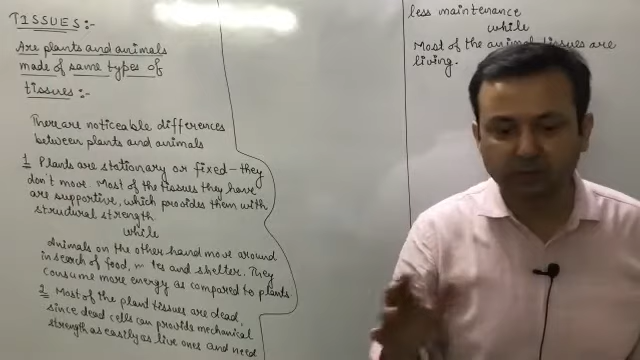 TISSUES:-
Are plants and animals
made of same types of
tissues:-
There are noticeable differences
between plants and animals
1 Plants are stationary or fixed - they
don't move. Most of the tissues they have
are supportive, which provides them with
structural strength
while
Animals on the other hand move around
in search of food, m tes and shelter. They
consume more energy as compared to plants
2 Most of the plant tissues are dead,
since dead cells can provide mechanical
strength as easily as live ones and need
less maintenance
while
Most of the animal tissues are
living.